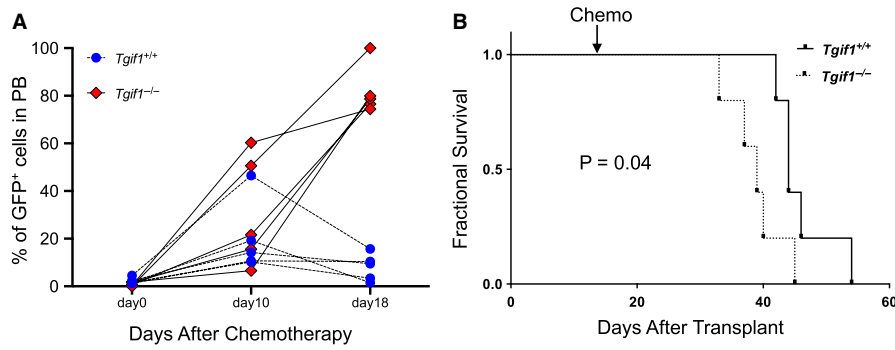 A
% of GFP+ cells in PB
100
80
60
40
20
0
Tgif1+/+
Tgif1−/−
day0
day10
day18
Days After Chemotherapy
B
Chemo
Fractional Survival
1.0
0.5
0.0
P = 0.04
Tgif1+/+
Tgif1−/−
0
20
40
60
Days After Transplant